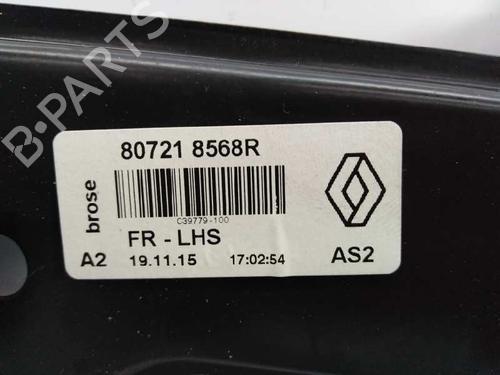 B-PARTS
80721 8568R
brose
C39779-100
FR - LHS
A2 19.11.15 17:02:54 AS2